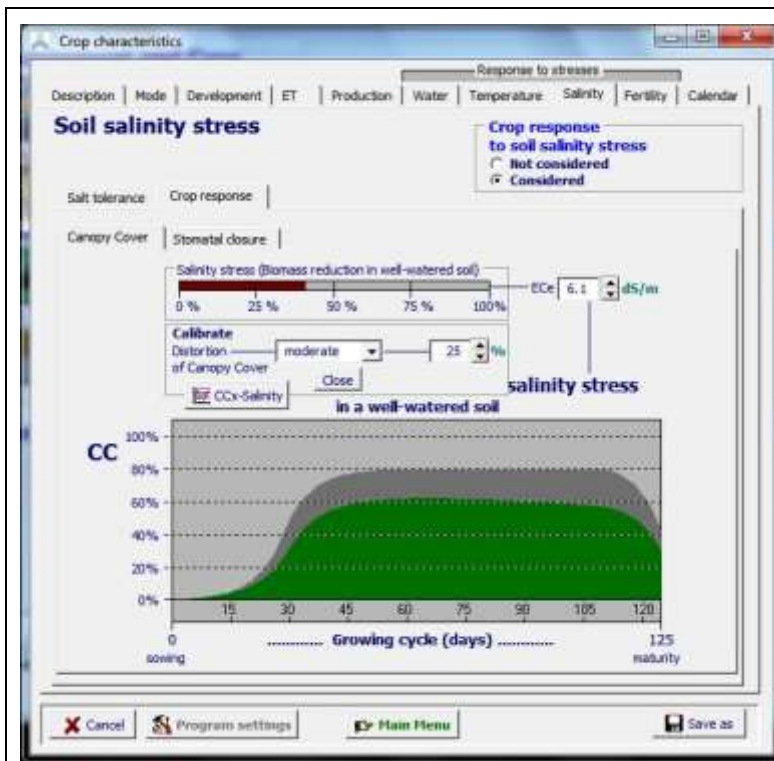 Crop characteristics
Response to stresses
Description Mode Development ET Production Water Temperature Salinity Fertility Calendar
Soil salinity stress
Crop response
to soil salinity stress
Not considered
Considered
Salt tolerance Crop response
Canopy Cover Stomatal closure
Salinity stress (Biomass reduction in well-watered soil)
0 % 25 % 50 % 75 % 100%
ECe 6.1 dS/m
Calibrate
Distortion moderate 25 %
of Canopy Cover
Close
CCx-Salinity
salinity stress
in a well-watered soil
CC
100%
80%
60%
40%
20%
0%
15 30 45 60 75 90 105 120
0 ............ Growing cycle (days) ............ 125
sowing maturity
Cancel Program settings Main Menu Save as